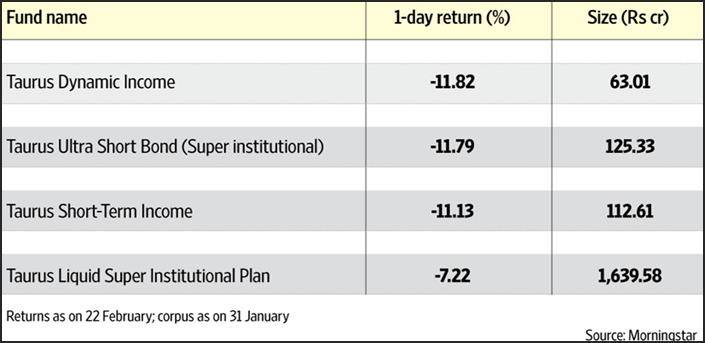 Fund name 1-day return (%) Size (Rs cr)
Taurus Dynamic Income -11.82 63.01
Taurus Ultra Short Bond (Super institutional) -11.79 125.33
Taurus Short-Term Income -11.13 112.61
Taurus Liquid Super Institutional Plan -7.22 1,639.58
Returns as on 22 February; corpus as on 31 January
Source: Morningstar